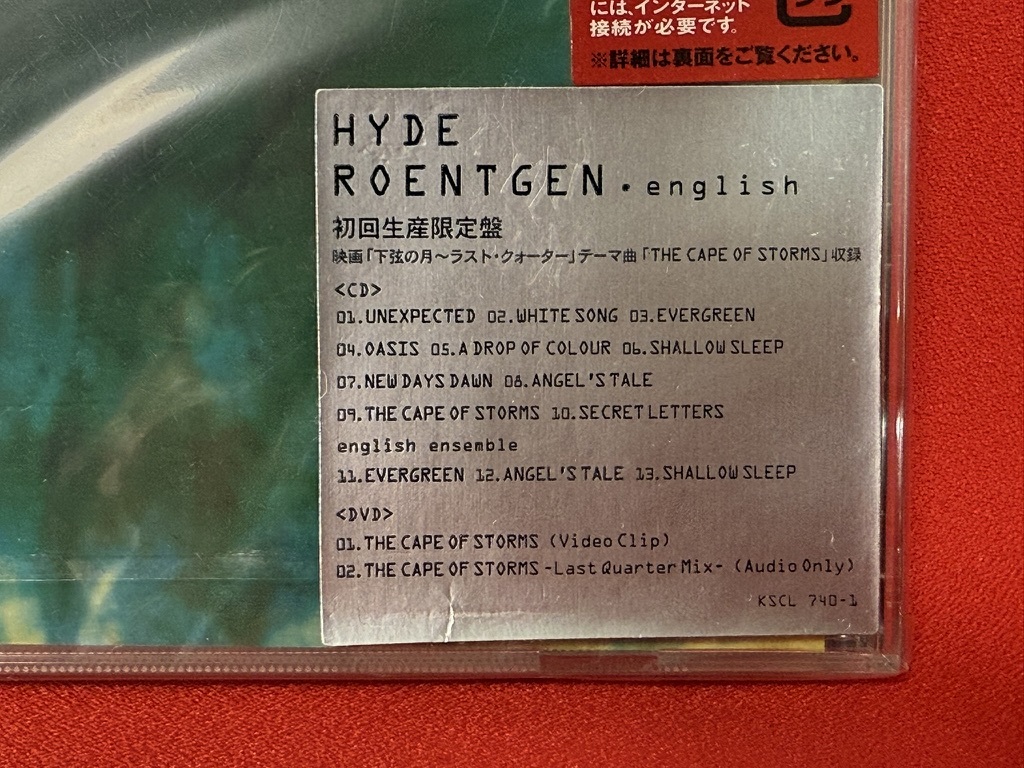 には、インターネット
接続が必要です。
※詳細は裏面をご覧ください。
HYDE
ROENTGEN.english
初回生産限定盤
映画「下弦の月〜ラスト・クォーター」テーマ曲「THE CAPE OF STORMS」収録
<CD>
01.UNEXPECTED 02.WHITE SONG 03.EVERGREEN
04.OASIS 05.A DROP OF COLOUR 06.SHALLOW SLEEP
07.NEW DAYS DAWN 08.ANGEL'S TALE
09.THE CAPE OF STORMS 10.SECRET LETTERS
english ensemble
11.EVERGREEN 12.ANGEL'S TALE 13.SHALLOW SLEEP
<DVD>
01.THE CAPE OF STORMS (Video Clip)
02.THE CAPE OF STORMS -Last Quarter Mix- (Audio Only)
KSCL 740-1